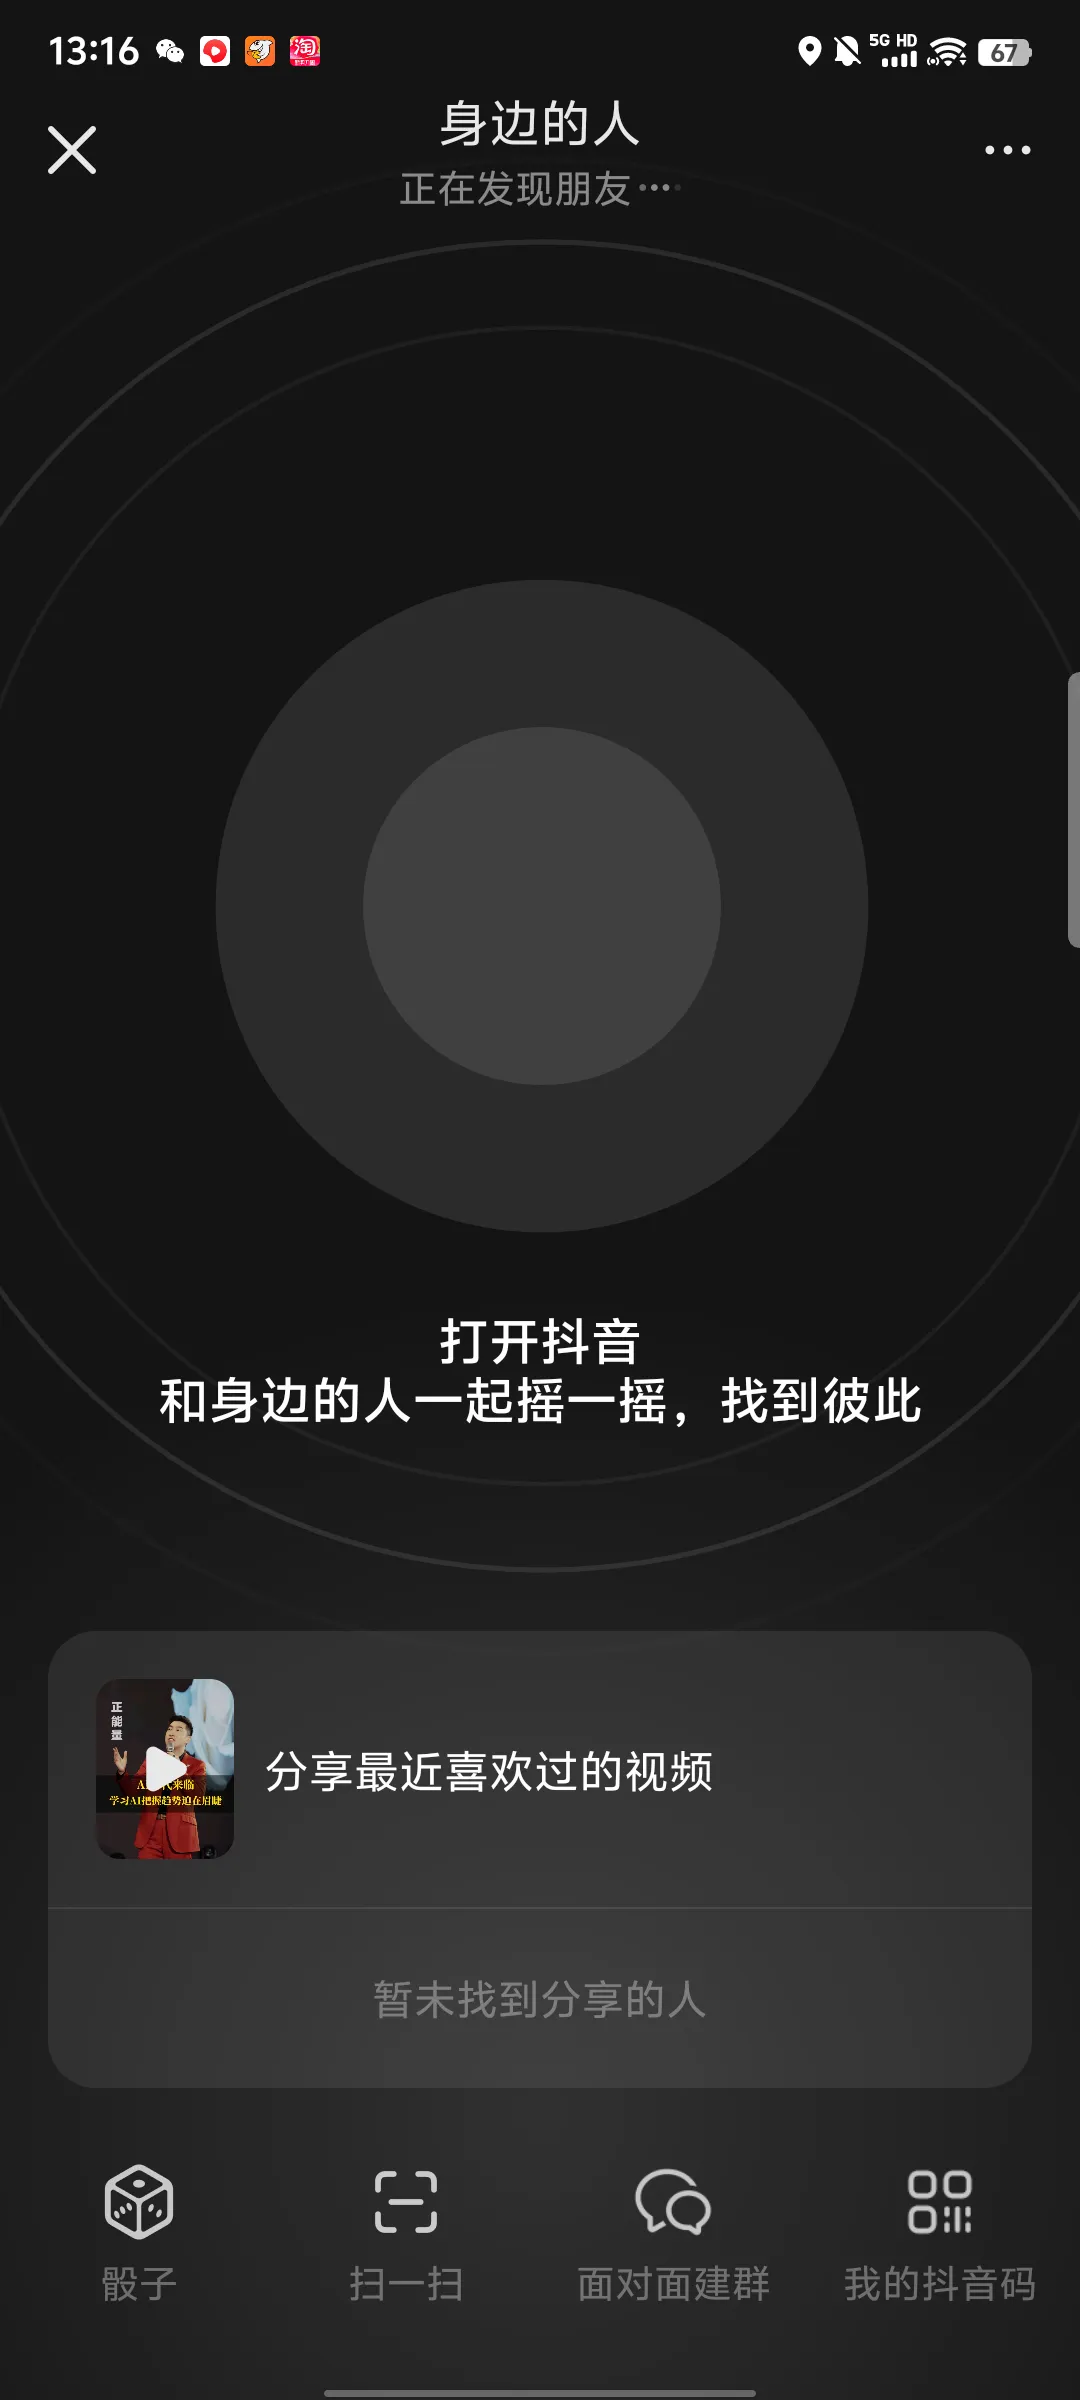 13:16
淘
5G HD
67
身边的人
正在发现朋友····
打开抖音
和身边的人一起摇一摇，找到彼此
正能量
学习AI把握趋势迫在眉睫
分享最近喜欢过的视频
暂未找到分享的人
骰子
扫一扫
面对面建群
我的抖音码